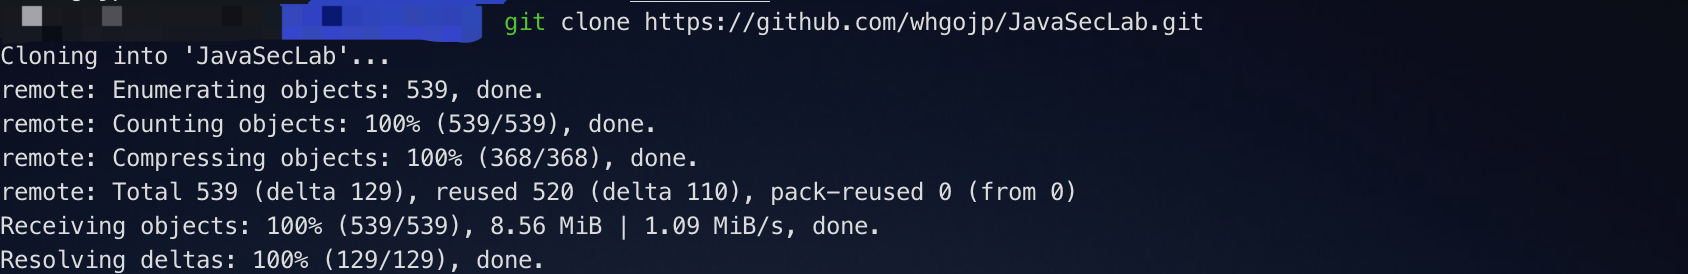 git clone https://github.com/whgojp/JavaSecLab.git
Cloning into 'JavaSecLab'...
remote: Enumerating objects: 539, done.
remote: Counting objects: 100% (539/539), done.
remote: Compressing objects: 100% (368/368), done.
remote: Total 539 (delta 129), reused 520 (delta 110), pack-reused 0 (from 0)
Receiving objects: 100% (539/539), 8.56 MiB | 1.09 MiB/s, done.
Resolving deltas: 100% (129/129), done.